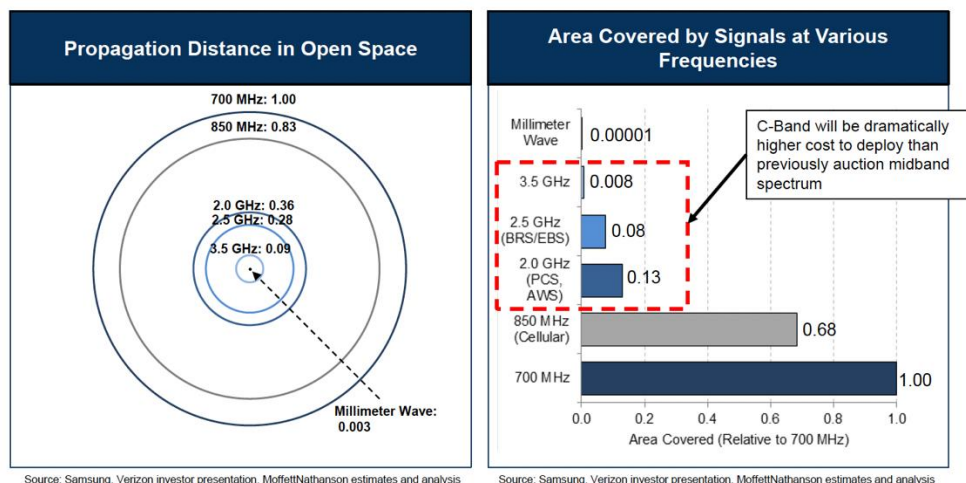 Propagation Distance in Open Space
700 MHz: 1.00
850 MHz: 0.83
2.0 GHz: 0.36
2.5 GHz: 0.28
3.5 GHz: 0.09
Millimeter Wave:
0.003
Source: Samsung, Verizon investor presentation, MoffettNathanson estimates and analysis
Area Covered by Signals at Various
Frequencies
Millimeter
Wave
0.00001
3.5 GHz
0.008
2.5 GHz
(BRS/EBS)
0.08
2.0 GHz
(PCS,
AWS)
0.13
850 MHz
(Cellular)
0.68
700 MHz
1.00
0.0
0.2
0.4
0.6
0.8
1.0
Area Covered (Relative to 700 MHz)
C-Band will be dramatically
higher cost to deploy than
previously auction midband
spectrum
Source: Samsung, Verizon investor presentation, MoffettNathanson estimates and analysis